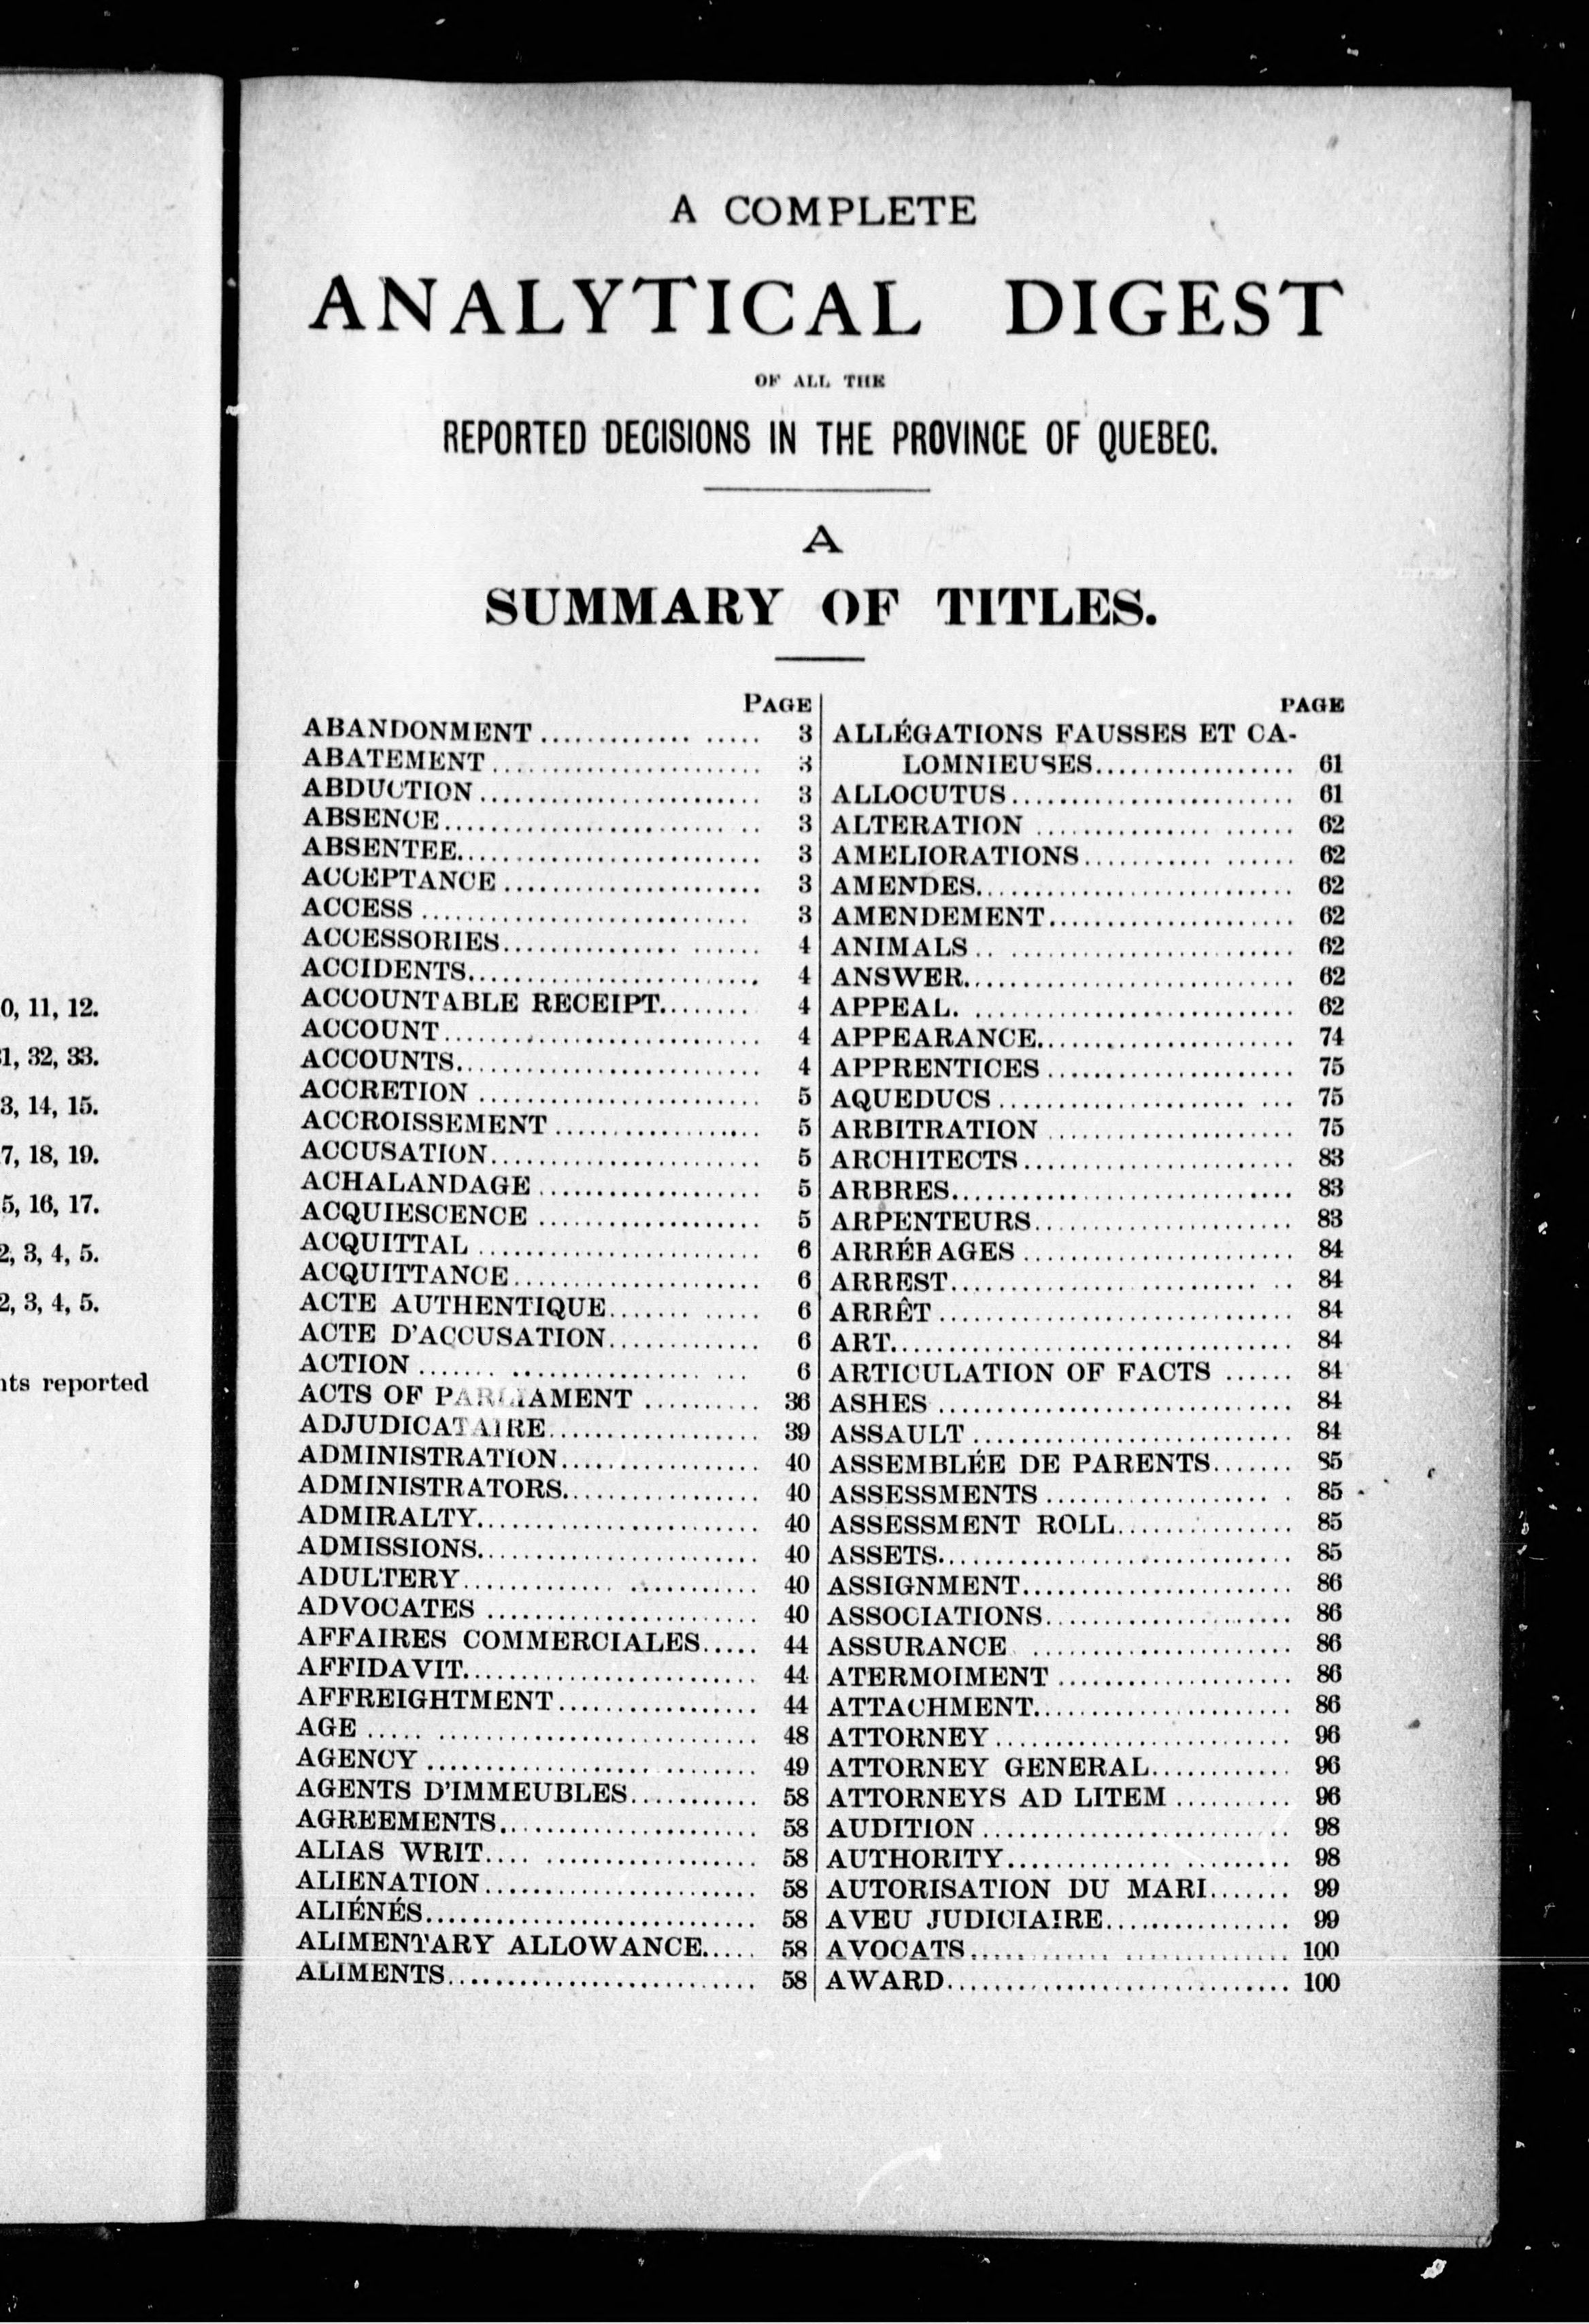 0, 11, 12.
1, 32, 33.
3, 14, 15.
7, 18, 19.
5, 16, 17.
2, 3, 4, 5.
2, 3, 4, 5.
nts reported
A COMPLETE
ANALYTICAL DIGEST
OF ALL THE
REPORTED DECISIONS IN THE PROVINCE OF QUEBEC.
A
SUMMARY OF TITLES.
PAGE
ABANDONMENT .................. 3
ABATEMENT ....................... 3
ABDUCTION ........................ 3
ABSENCE ........................... 3
ABSENTEE.......................... 3
ACCEPTANCE ...................... 3
ACCESS ............................ 3
ACCESSORIES..................... 4
ACCIDENTS......................... 4
ACCOUNTABLE RECEIPT........ 4
ACCOUNT........................... 4
ACCOUNTS.......................... 4
ACCRETION ........................ 5
ACCROISSEMENT .................. 5
ACCUSATION....................... 5
ACHALANDAGE ................... 5
ACQUIESCENCE ................... 5
ACQUITTAL ........................ 6
ACQUITTANCE..................... 6
ACTE AUTHENTIQUE............ 6
ACTE D'ACCUSATION............. 6
ACTION ............................ 6
ACTS OF PARLIAMENT .......... 36
ADJUDICATAIRE.................. 39
ADMINISTRATION................. 40
ADMINISTRATORS................. 40
ADMIRALTY........................ 40
ADMISSIONS........................ 40
ADULTERY........................ 40
ADVOCATES ....................... 40
AFFAIRES COMMERCIALES..... 44
AFFIDAVIT......................... 44
AFFREIGHTMENT................. 44
AGE ................................ 48
AGENCY ........................... 49
AGENTS D'IMMEUBLES........... 58
AGREEMENTS...................... 58
ALIAS WRIT...................... 58
ALIENATION....................... 58
ALIÉNÉS............................ 58
ALIMENTARY ALLOWANCE..... 58
ALIMENTS.......................... 58
PAGE
ALLÉGATIONS FAUSSES ET CA-
LOMNIEUSES................. 61
ALLOCUTUS........................ 61
ALTERATION ..................... 62
AMELIORATIONS................. 62
AMENDES........................... 62
AMENDEMENT..................... 62
ANIMALS .......................... 62
ANSWER............................ 62
APPEAL. ........................... 62
APPEARANCE...................... 74
APPRENTICES ..................... 75
AQUEDUCS ........................ 75
ARBITRATION ..................... 75
ARCHITECTS....................... 83
ARBRES............................. 83
ARPENTEURS...................... 83
ARRÉRAGES ....................... 84
ARREST............................ 84
ARRÊT .............................. 84
ART.................................. 84
ARTICULATION OF FACTS ...... 84
ASHES .............................. 84
ASSAULT ........................... 84
ASSEMBLÉE DE PARENTS....... 85
ASSESSMENTS .................... 85
ASSESSMENT ROLL............... 85
ASSETS.............................. 85
ASSIGNMENT....................... 86
ASSOCIATIONS..................... 86
ASSURANCE ...................... 86
ATERMOIMENT .................... 86
ATTACHMENT...................... 86
ATTORNEY ......................... 96
ATTORNEY GENERAL............ 96
ATTORNEYS AD LITEM .......... 96
AUDITION .......................... 98
AUTHORITY....................... 98
AUTORISATION DU MARI....... 99
AVEU JUDICIAIRE................ 99
AVOCATS.......................... 100
AWARD............................. 100